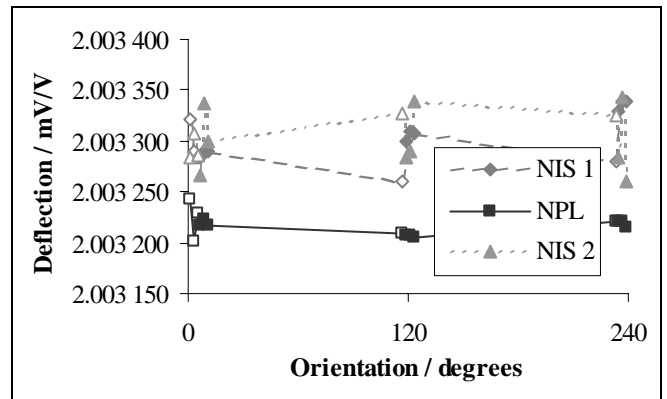 2.003 400
2.003 350
2.003 300
2.003 250
2.003 200
2.003 150
Deflection / mV/V
NIS 1
NPL
NIS 2
0
120
240
Orientation / degrees